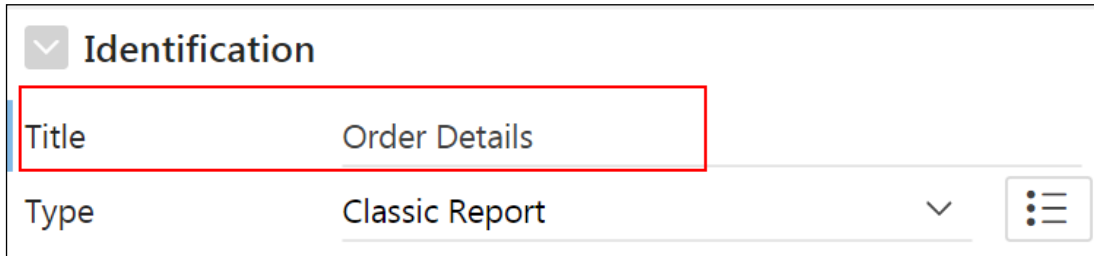 Identification
Title Order Details
Type Classic Report